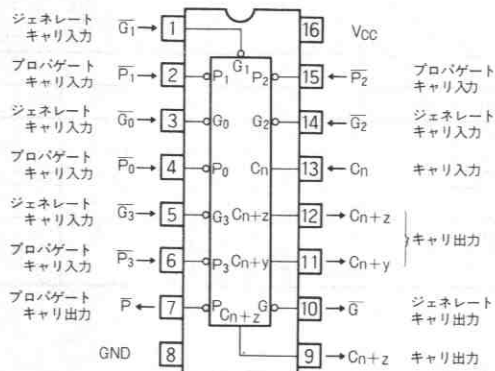 ジェネレート
キャリ入力 G1 1 16 VCC
G1
プロパゲート
キャリ入力 P1 2 P1 P2 15 P2 プロパゲート
キャリ入力
ジェネレート
キャリ入力 G0 3 G0 G2 14 G2 ジェネレート
キャリ入力
プロパゲート
キャリ入力 P0 4 P0 Cn 13 Cn キャリ入力
ジェネレート
キャリ入力 G3 5 G3 Cn+z 12 Cn+z
キャリ出力
プロパゲート
キャリ入力 P3 6 P3 Cn+y 11 Cn+y
プロパゲート
キャリ出力 P 7 P G 10 G ジェネレート
キャリ出力
Cn+z
GND 8 9 Cn+z キャリ出力